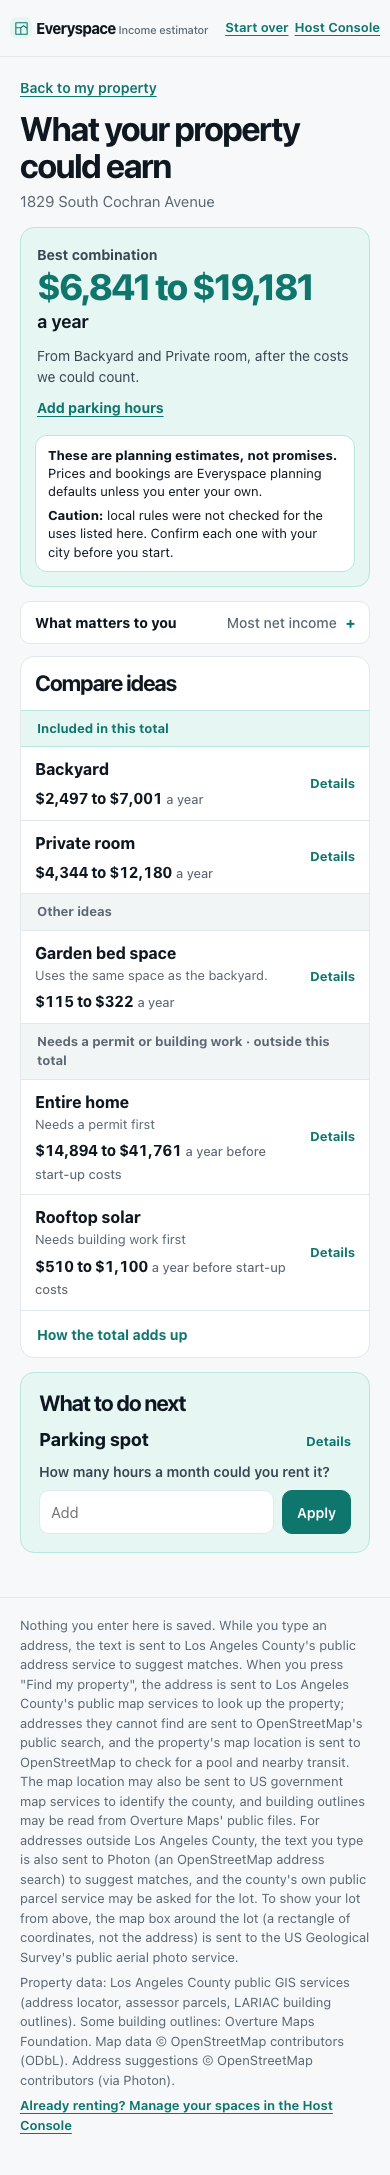 Everyspace Income estimator Start over Host Console
Back to my property
What your property
could earn
1829 South Cochran Avenue
Best combination
$6,841 to $19,181
a year
From Backyard and Private room, after the costs
we could count.
Add parking hours
These are planning estimates, not promises.
Prices and bookings are Everyspace planning
defaults unless you enter your own.
Caution: local rules were not checked for the
uses listed here. Confirm each one with your
city before you start.
What matters to you Most net income +
Compare ideas
Included in this total
Backyard
$2,497 to $7,001 a year
Details
Private room
$4,344 to $12,180 a year
Details
Other ideas
Garden bed space
Uses the same space as the backyard.
$115 to $322 a year
Details
Needs a permit or building work · outside this
total
Entire home
Needs a permit first
$14,894 to $41,761 a year before
start-up costs
Details
Rooftop solar
Needs building work first
$510 to $1,100 a year before start-up
costs
Details
How the total adds up
What to do next
Parking spot Details
How many hours a month could you rent it?
Add Apply
Nothing you enter here is saved. While you type an
address, the text is sent to Los Angeles County's public
address service to suggest matches. When you press
"Find my property", the address is sent to Los Angeles
County's public map services to look up the property;
addresses they cannot find are sent to OpenStreetMap's
public search, and the property's map location is sent to
OpenStreetMap to check for a pool and nearby transit.
The map location may also be sent to US government
map services to identify the county, and building outlines
may be read from Overture Maps' public files. For
addresses outside Los Angeles County, the text you type
is also sent to Photon (an OpenStreetMap address
search) to suggest matches, and the county's own public
parcel service may be asked for the lot. To show your lot
from above, the map box around the lot (a rectangle of
coordinates, not the address) is sent to the US Geological
Survey's public aerial photo service.
Property data: Los Angeles County public GIS services
(address locator, assessor parcels, LARIAC building
outlines). Some building outlines: Overture Maps
Foundation. Map data © OpenStreetMap contributors
(ODbL). Address suggestions © OpenStreetMap
contributors (via Photon).
Already renting? Manage your spaces in the Host
Console